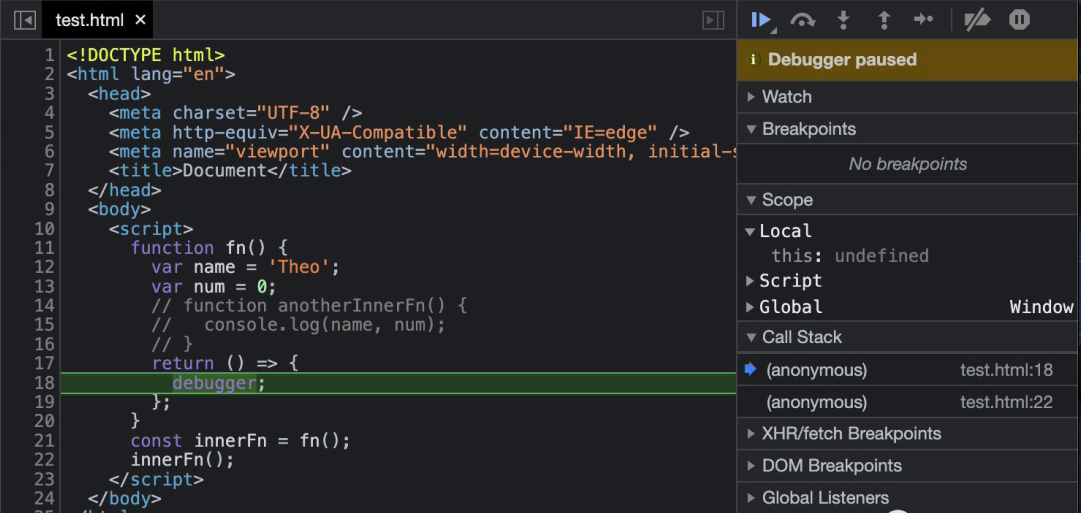 test.html ×
1 <!DOCTYPE html>
2 <html lang="en">
3 <head>
4 <meta charset="UTF-8" />
5 <meta http-equiv="X-UA-Compatible" content="IE=edge" />
6 <meta name="viewport" content="width=device-width, initial-s
7 <title>Document</title>
8 </head>
9 <body>
10 <script>
11 function fn() {
12 var name = 'Theo';
13 var num = 0;
14 // function anotherInnerFn() {
15 //   console.log(name, num);
16 // }
17 return () => {
18 debugger;
19 };
20 }
21 const innerFn = fn();
22 innerFn();
23 </script>
24 </body>
Debugger paused
Watch
Breakpoints
No breakpoints
Scope
Local
this: undefined
Script
Global Window
Call Stack
(anonymous) test.html:18
(anonymous) test.html:22
XHR/fetch Breakpoints
DOM Breakpoints
Global Listeners